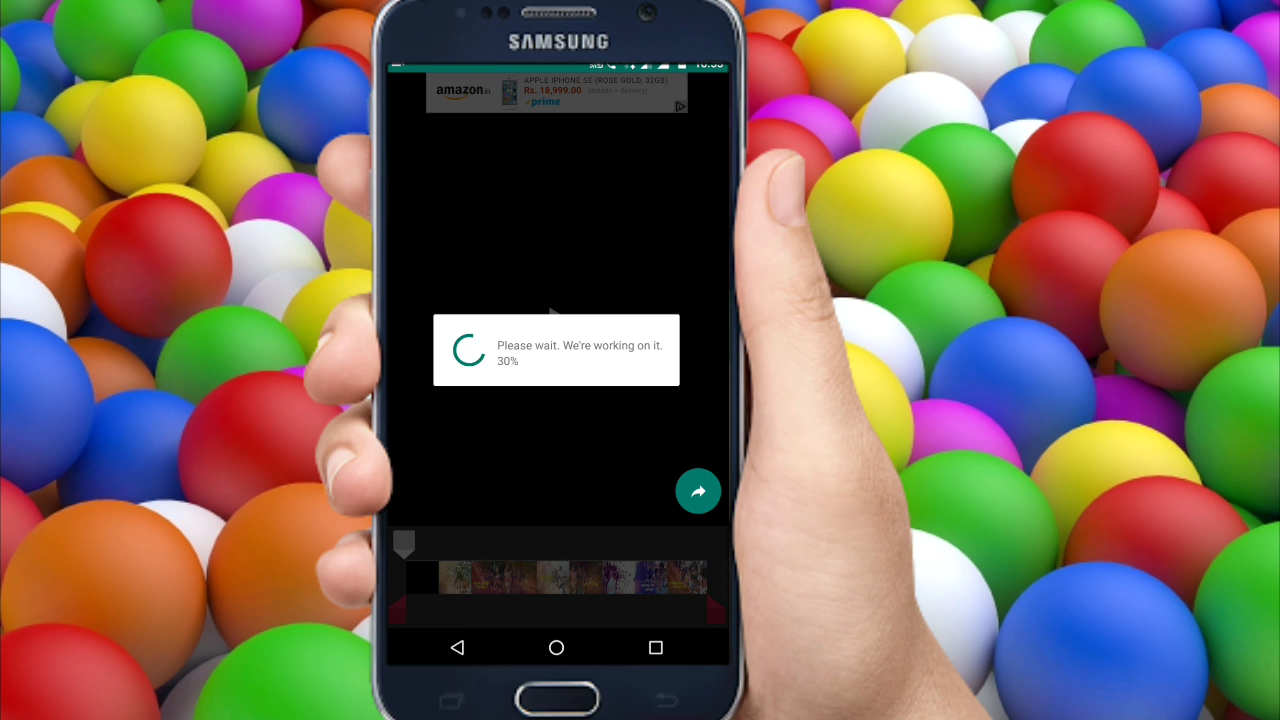 SAMSUNG
amazon.in
APPLE IPHONE SE (ROSE GOLD, 32GB)
Rs. 18,999.00 (details + delivery)
prime
Please wait. We're working on it.
30%